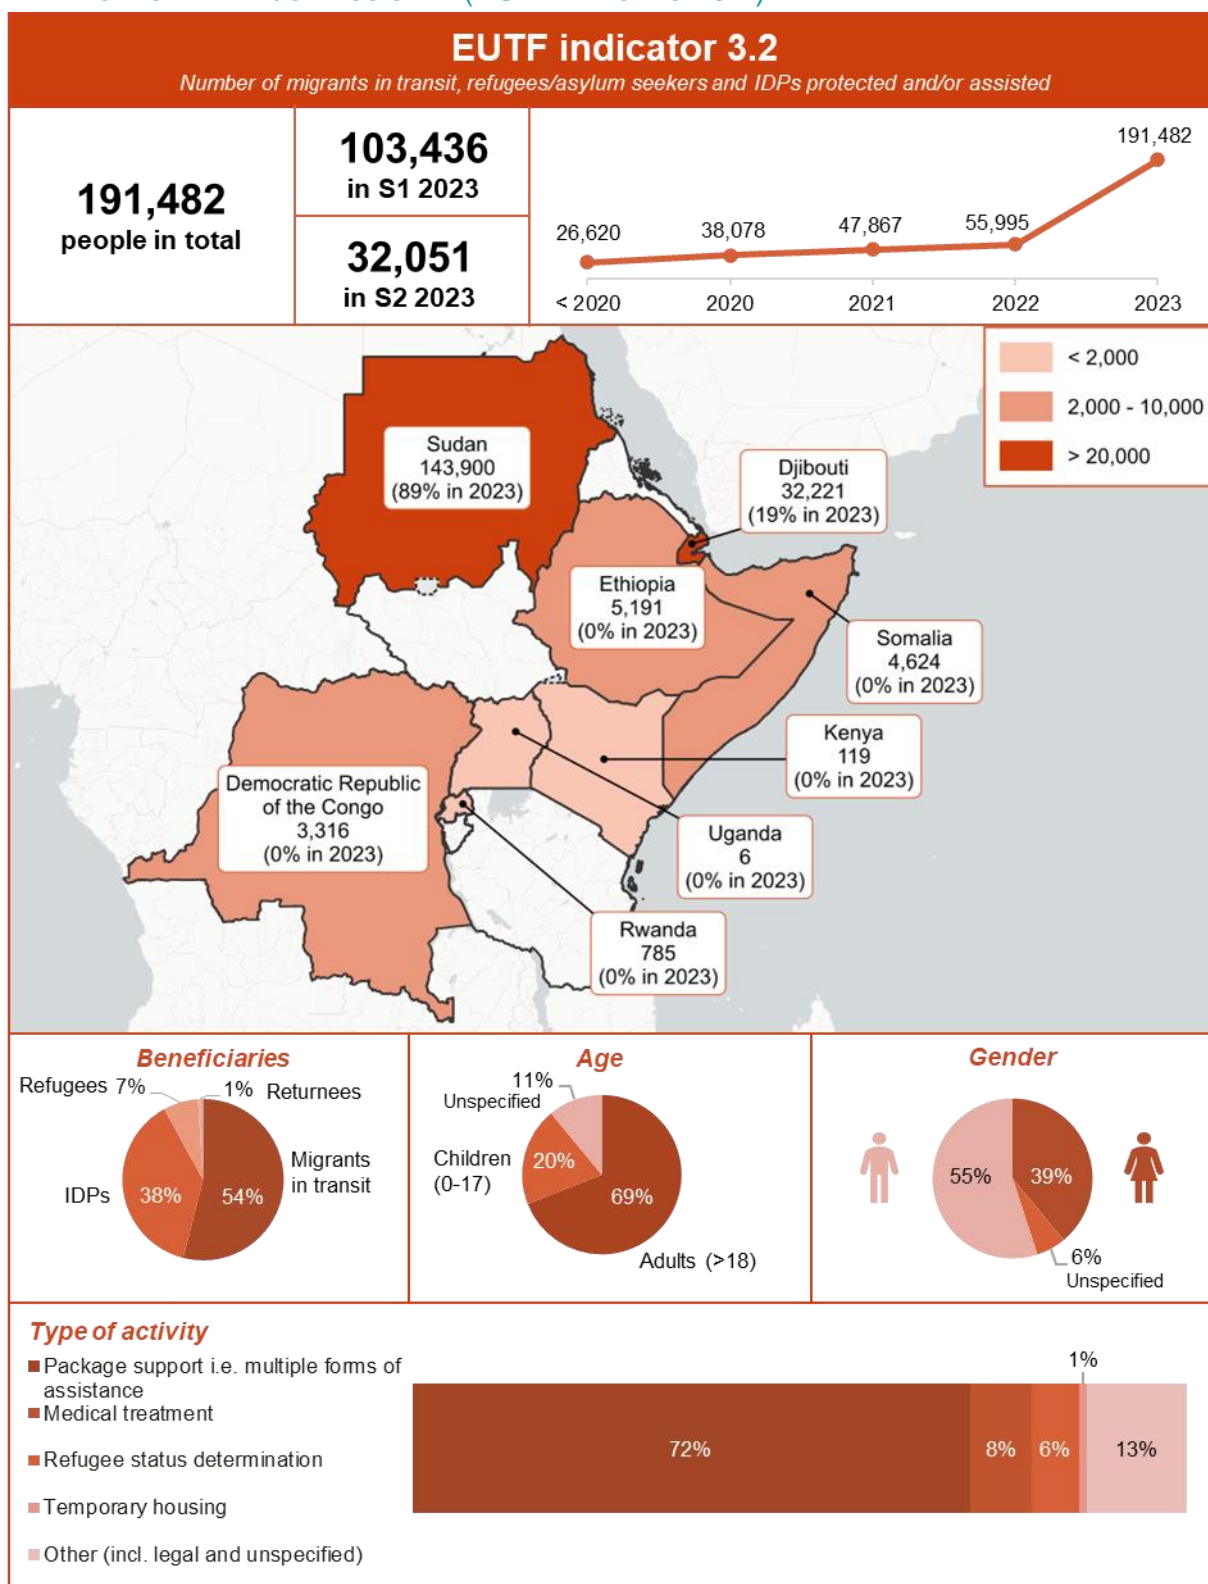 EUTF indicator 3.2
Number of migrants in transit, refugees/asylum seekers and IDPs protected and/or assisted
191,482
people in total
103,436
in S1 2023
32,051
in S2 2023
26,620
38,078
47,867
55,995
191,482
< 2020
2020
2021
2022
2023
< 2,000
2,000 - 10,000
> 20,000
Sudan
143,900
(89% in 2023)
Djibouti
32,221
(19% in 2023)
Ethiopia
5,191
(0% in 2023)
Somalia
4,624
(0% in 2023)
Kenya
119
(0% in 2023)
Democratic Republic
of the Congo
3,316
(0% in 2023)
Uganda
6
(0% in 2023)
Rwanda
785
(0% in 2023)
Beneficiaries
Refugees 7%
1% Returnees
Migrants
in transit
IDPs
38%
54%
Age
11%
Unspecified
Children
(0-17)
20%
69%
Adults (>18)
Gender
55%
39%
6%
Unspecified
Type of activity
Package support i.e. multiple forms of
assistance
Medical treatment
Refugee status determination
Temporary housing
Other (incl. legal and unspecified)
1%
72%
8%
6%
13%